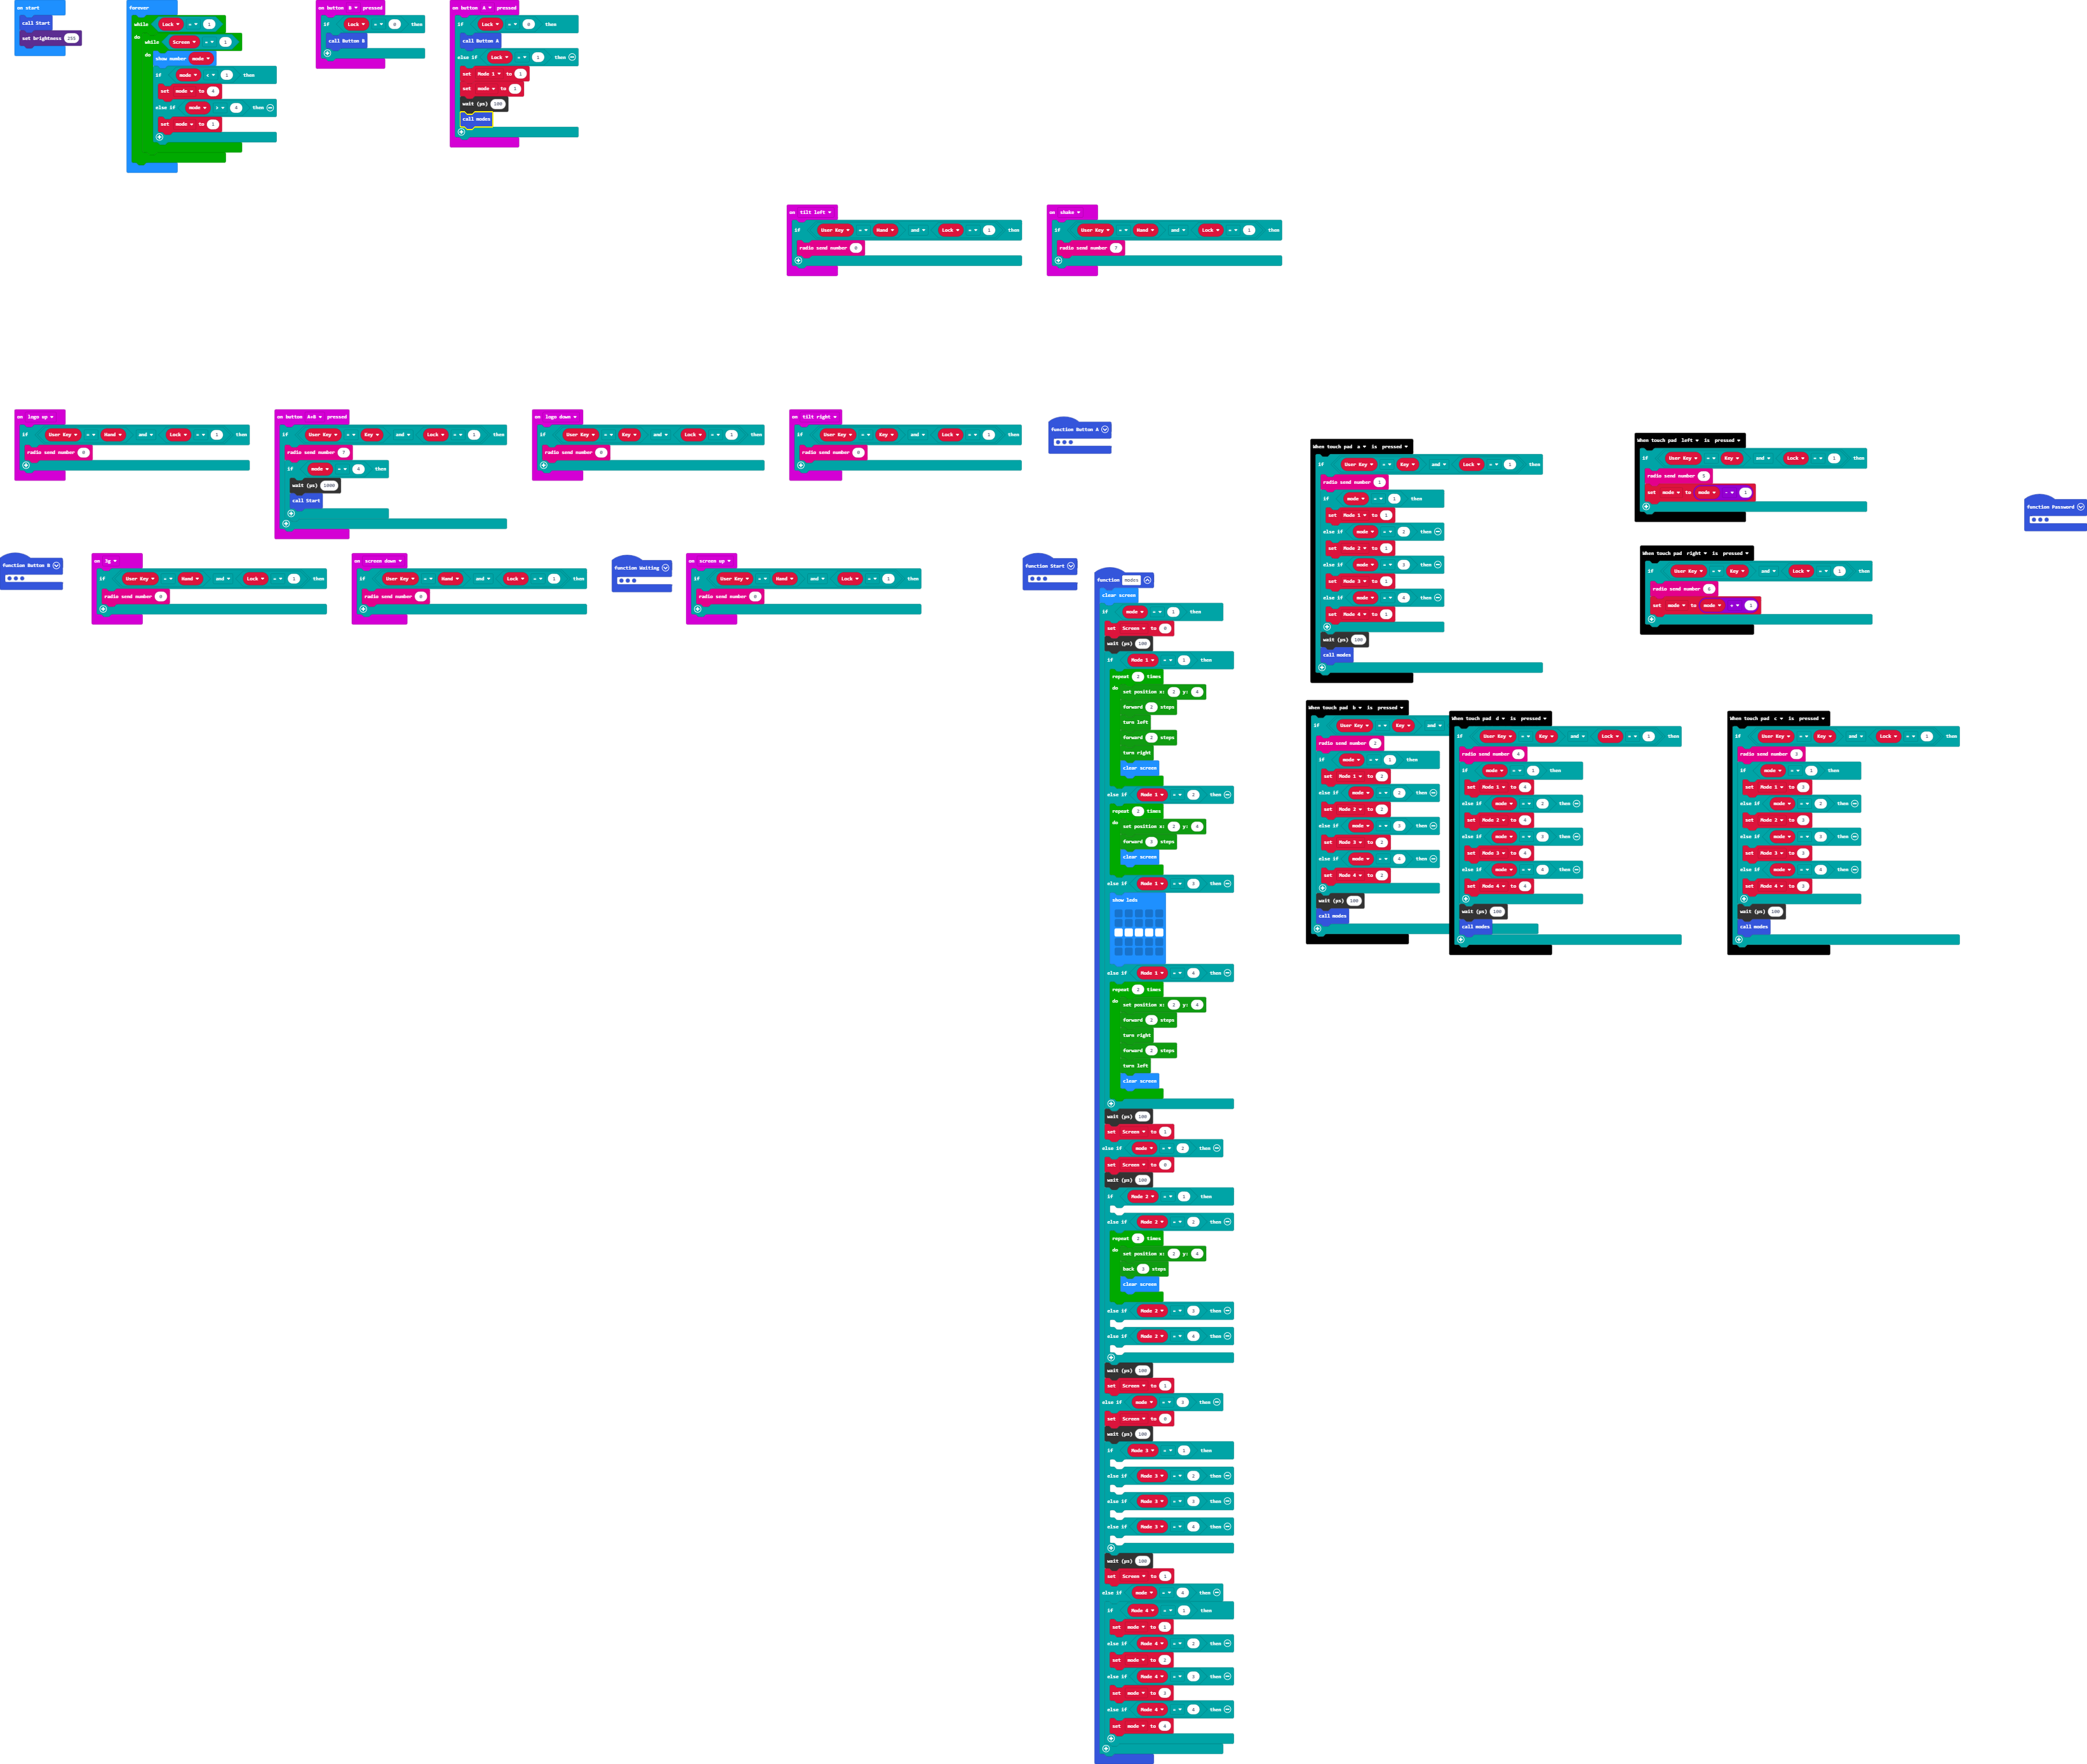 on start
call Start
set brightness 255
forever
while Lock = 1
do
while Screen = 1
do
show number mode
if mode < 1 then
set mode to 4
else if mode > 4 then
set mode to 1
on button B pressed
if Lock = 0 then
call Button B
on button A pressed
if Lock = 0 then
call Button A
else if Lock = 1 then
set Mode 1 to 1
set mode to 1
wait (µs) 100
call modes
on tilt left
if User Key = Hand and Lock = 1 then
radio send number 0
on shake
if User Key = Hand and Lock = 1 then
radio send number 7
on logo up
if User Key = Hand and Lock = 1 then
radio send number 0
on button A+B pressed
if User Key = Key and Lock = 1 then
radio send number 7
if mode = 4 then
wait (µs) 1000
call Start
on logo down
if User Key = Key and Lock = 1 then
radio send number 0
on tilt right
if User Key = Key and Lock = 1 then
radio send number 0
function Button A
When touch pad a is pressed
if User Key = Key and Lock = 1 then
radio send number 1
if mode = 1 then
set Mode 1 to 1
else if mode = 2 then
set Mode 2 to 1
else if mode = 3 then
set Mode 3 to 1
else if mode = 4 then
set Mode 4 to 1
wait (µs) 100
call modes
When touch pad left is pressed
if User Key = Key and Lock = 1 then
radio send number 5
set mode to mode - 1
function Password
When touch pad right is pressed
if User Key = Key and Lock = 1 then
radio send number 6
set mode to mode + 1
function Button B
on 3g
if User Key = Hand and Lock = 1 then
radio send number 0
on screen down
if User Key = Hand and Lock = 1 then
radio send number 0
function Waiting
on screen up
if User Key = Hand and Lock = 1 then
radio send number 0
function Start
function modes
clear screen
if mode = 1 then
set Screen to 0
wait (µs) 100
if Mode 1 = 1 then
repeat 2 times
do
set position x: 2 y: 4
forward 2 steps
turn left
forward 2 steps
turn right
clear screen
else if Mode 1 = 2 then
repeat 2 times
do
set position x: 2 y: 4
forward 3 steps
clear screen
else if Mode 1 = 3 then
show leds
else if Mode 1 = 4 then
repeat 2 times
do
set position x: 2 y: 4
forward 2 steps
turn right
forward 2 steps
turn left
clear screen
wait (µs) 100
set Screen to 1
else if mode = 2 then
set Screen to 0
wait (µs) 100
if Mode 2 = 1 then
else if Mode 2 = 2 then
repeat 2 times
do
set position x: 2 y: 4
back 3 steps
clear screen
else if Mode 2 = 3 then
else if Mode 2 = 4 then
wait (µs) 100
set Screen to 1
else if mode = 3 then
set Screen to 0
wait (µs) 100
if Mode 3 = 1 then
else if Mode 3 = 2 then
else if Mode 3 = 3 then
else if Mode 3 = 4 then
wait (µs) 100
set Screen to 1
else if mode = 4 then
if Mode 4 = 1 then
set mode to 1
else if Mode 4 = 2 then
set mode to 2
else if Mode 4 = 3 then
set mode to 3
else if Mode 4 = 4 then
set mode to 4
When touch pad b is pressed
if User Key = Key and
radio send number 2
if mode = 1 then
set Mode 1 to 2
else if mode = 2 then
set Mode 2 to 2
else if mode = 3 then
set Mode 3 to 2
else if mode = 4 then
set Mode 4 to 2
wait (µs) 100
call modes
When touch pad d is pressed
if User Key = Key and Lock = 1 then
radio send number 4
if mode = 1 then
set Mode 1 to 4
else if mode = 2 then
set Mode 2 to 4
else if mode = 3 then
set Mode 3 to 4
else if mode = 4 then
set Mode 4 to 4
wait (µs) 100
call modes
When touch pad c is pressed
if User Key = Key and Lock = 1 then
radio send number 3
if mode = 1 then
set Mode 1 to 3
else if mode = 2 then
set Mode 2 to 3
else if mode = 3 then
set Mode 3 to 3
else if mode = 4 then
set Mode 4 to 3
wait (µs) 100
call modes